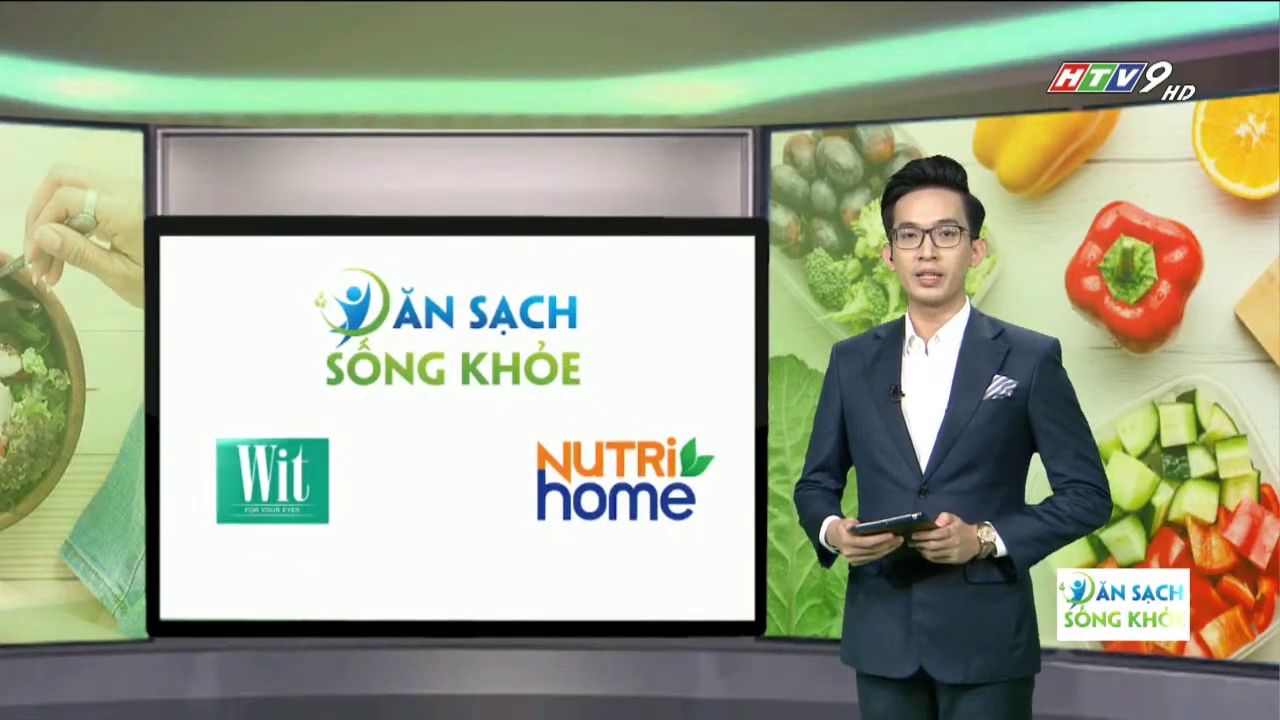 HTV9
HD
ĂN SẠCH
SỐNG KHỎE
Wit
FOR YOUR EYES
NUTRi
home
ĂN SẠCH
SỐNG KHỎE